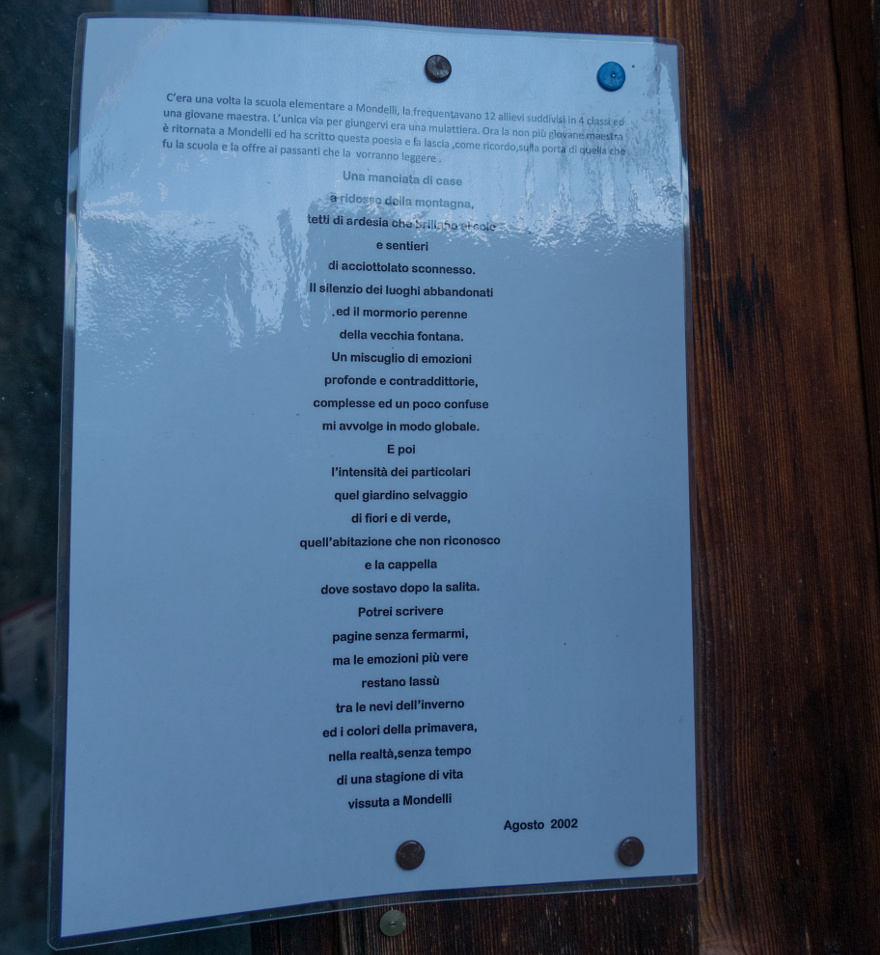 C'era una volta la scuola elementare a Mondelli, la frequentavano 12 allievi suddivisi in 4 classi ed
una giovane maestra. L'unica via per giungervi era una mulattiera. Ora la non più giovane maestra
è ritornata a Mondelli ed ha scritto questa poesia e la lascia ,come ricordo,sulla porta di quella che
fu la scuola e la offre ai passanti che la vorranno leggere .
Una manciata di case
a ridosso della montagna,
tetti di ardesia che brillano al sole
e sentieri
di acciottolato sconnesso.
Il silenzio dei luoghi abbandonati
.ed il mormorio perenne
della vecchia fontana.
Un miscuglio di emozioni
profonde e contraddittorie,
complesse ed un poco confuse
mi avvolge in modo globale.
E poi
l'intensità dei particolari
quel giardino selvaggio
di fiori e di verde,
quell'abitazione che non riconosco
e la cappella
dove sostavo dopo la salita.
Potrei scrivere
pagine senza fermarmi,
ma le emozioni più vere
restano lassù
tra le nevi dell'inverno
ed i colori della primavera,
nella realtà,senza tempo
di una stagione di vita
vissuta a Mondelli
Agosto 2002